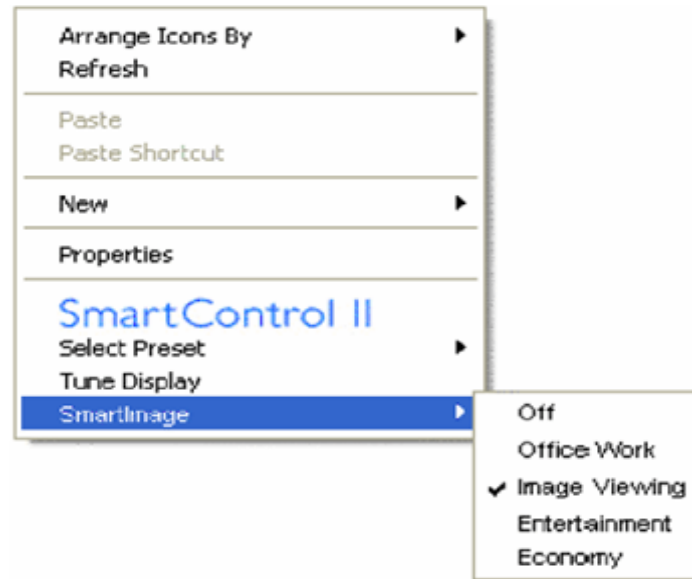 Arrange Icons By
Refresh
Paste
Paste Shortcut
New
Properties
SmartControl II
Select Preset
Tune Display
SmartImage
Off
Office Work
Image Viewing
Entertainment
Economy